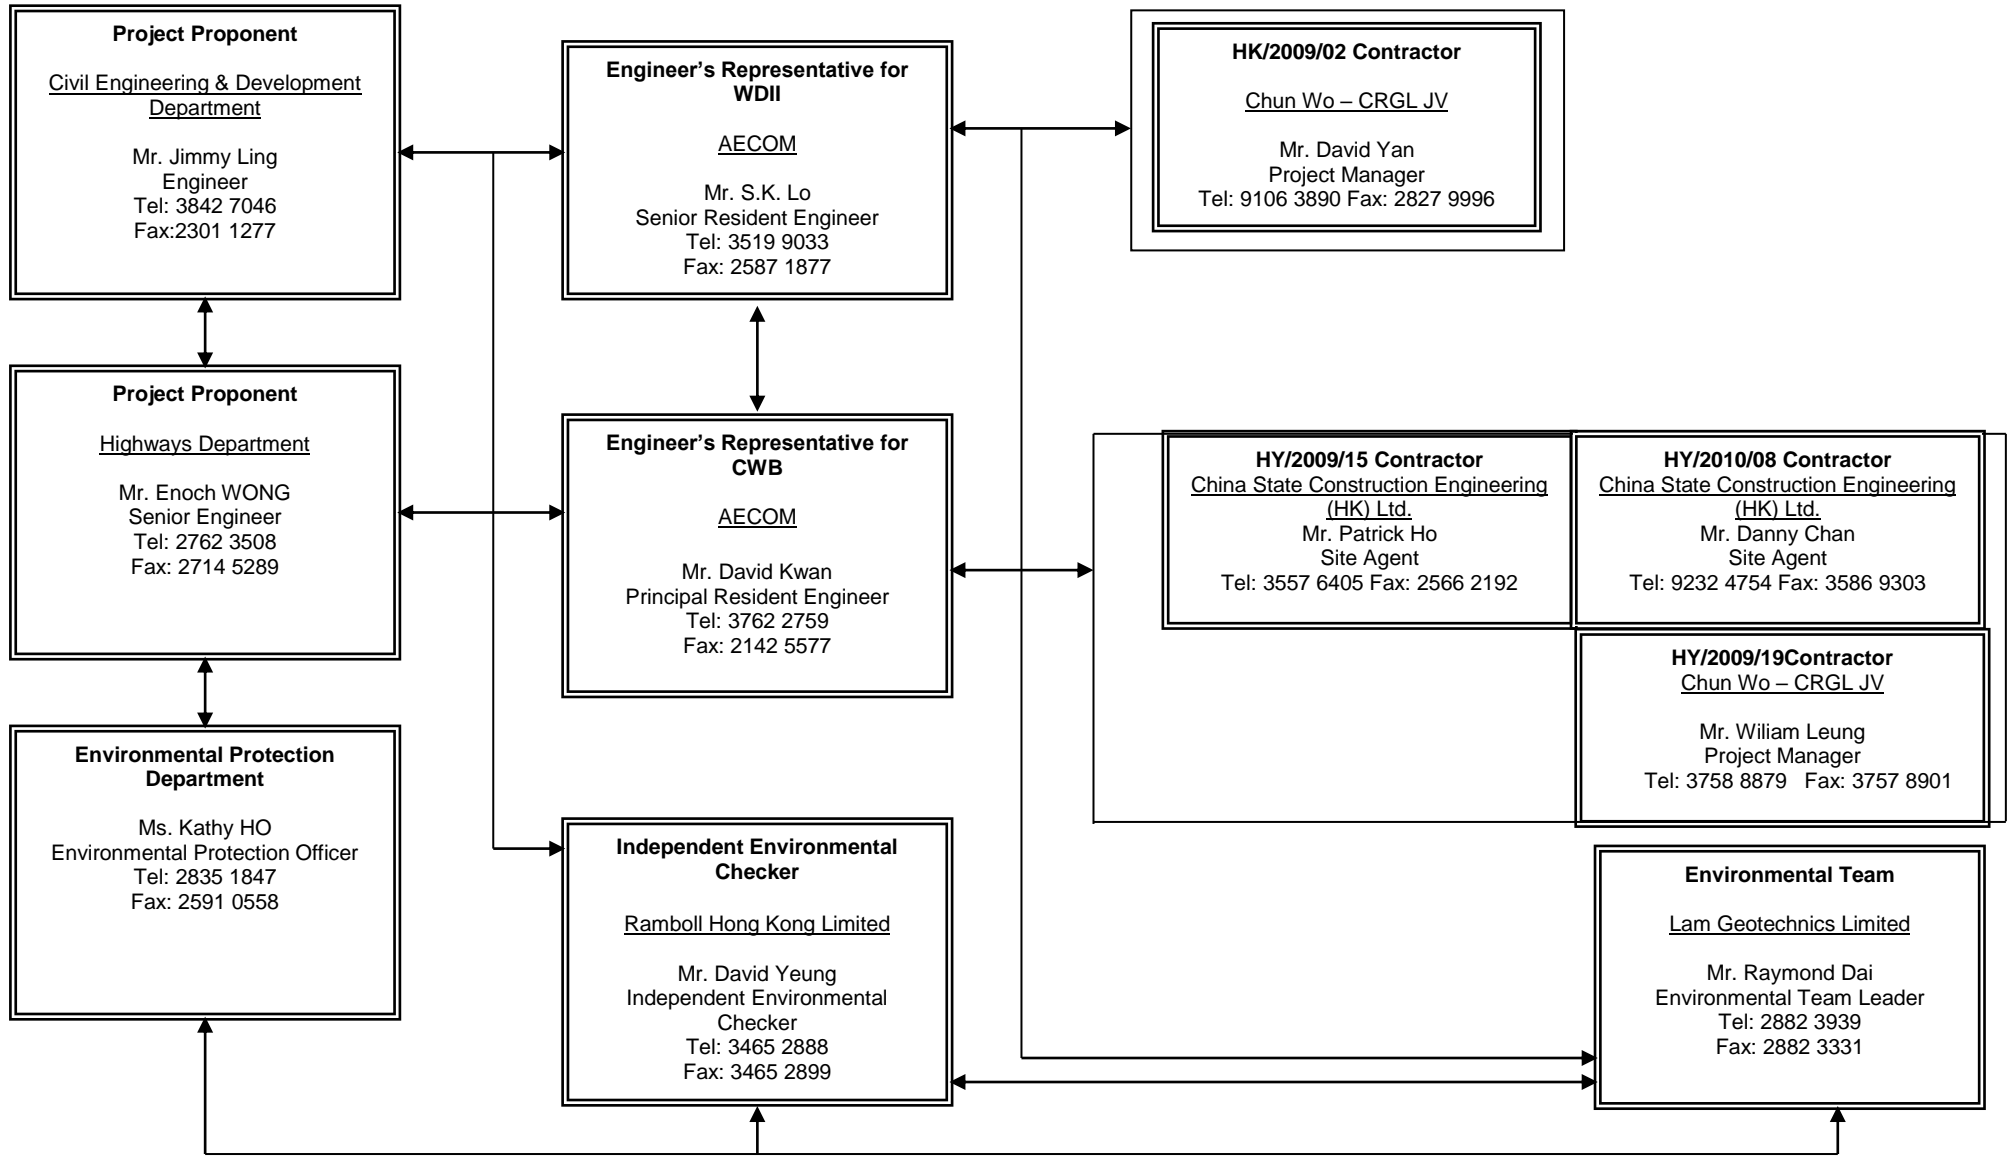 Project Proponent
Civil Engineering & Development
Department
Mr. Jimmy Ling
Engineer
Tel: 3842 7046
Fax:2301 1277
Engineer’s Representative for
WDII
AECOM
Mr. S.K. Lo
Senior Resident Engineer
Tel: 3519 9033
Fax: 2587 1877
HK/2009/02 Contractor
Chun Wo – CRGL JV
Mr. David Yan
Project Manager
Tel: 9106 3890 Fax: 2827 9996
Project Proponent
Highways Department
Mr. Enoch WONG
Senior Engineer
Tel: 2762 3508
Fax: 2714 5289
Engineer’s Representative for
CWB
AECOM
Mr. David Kwan
Principal Resident Engineer
Tel: 3762 2759
Fax: 2142 5577
HY/2009/15 Contractor
China State Construction Engineering
(HK) Ltd.
Mr. Patrick Ho
Site Agent
Tel: 3557 6405 Fax: 2566 2192
HY/2010/08 Contractor
China State Construction Engineering
(HK) Ltd.
Mr. Danny Chan
Site Agent
Tel: 9232 4754 Fax: 3586 9303
HY/2009/19Contractor
Chun Wo – CRGL JV
Mr. Wiliam Leung
Project Manager
Tel: 3758 8879   Fax: 3757 8901
Environmental Protection
Department
Ms. Kathy HO
Environmental Protection Officer
Tel: 2835 1847
Fax: 2591 0558
Independent Environmental
Checker
Ramboll Hong Kong Limited
Mr. David Yeung
Independent Environmental
Checker
Tel: 3465 2888
Fax: 3465 2899
Environmental Team
Lam Geotechnics Limited
Mr. Raymond Dai
Environmental Team Leader
Tel: 2882 3939
Fax: 2882 3331